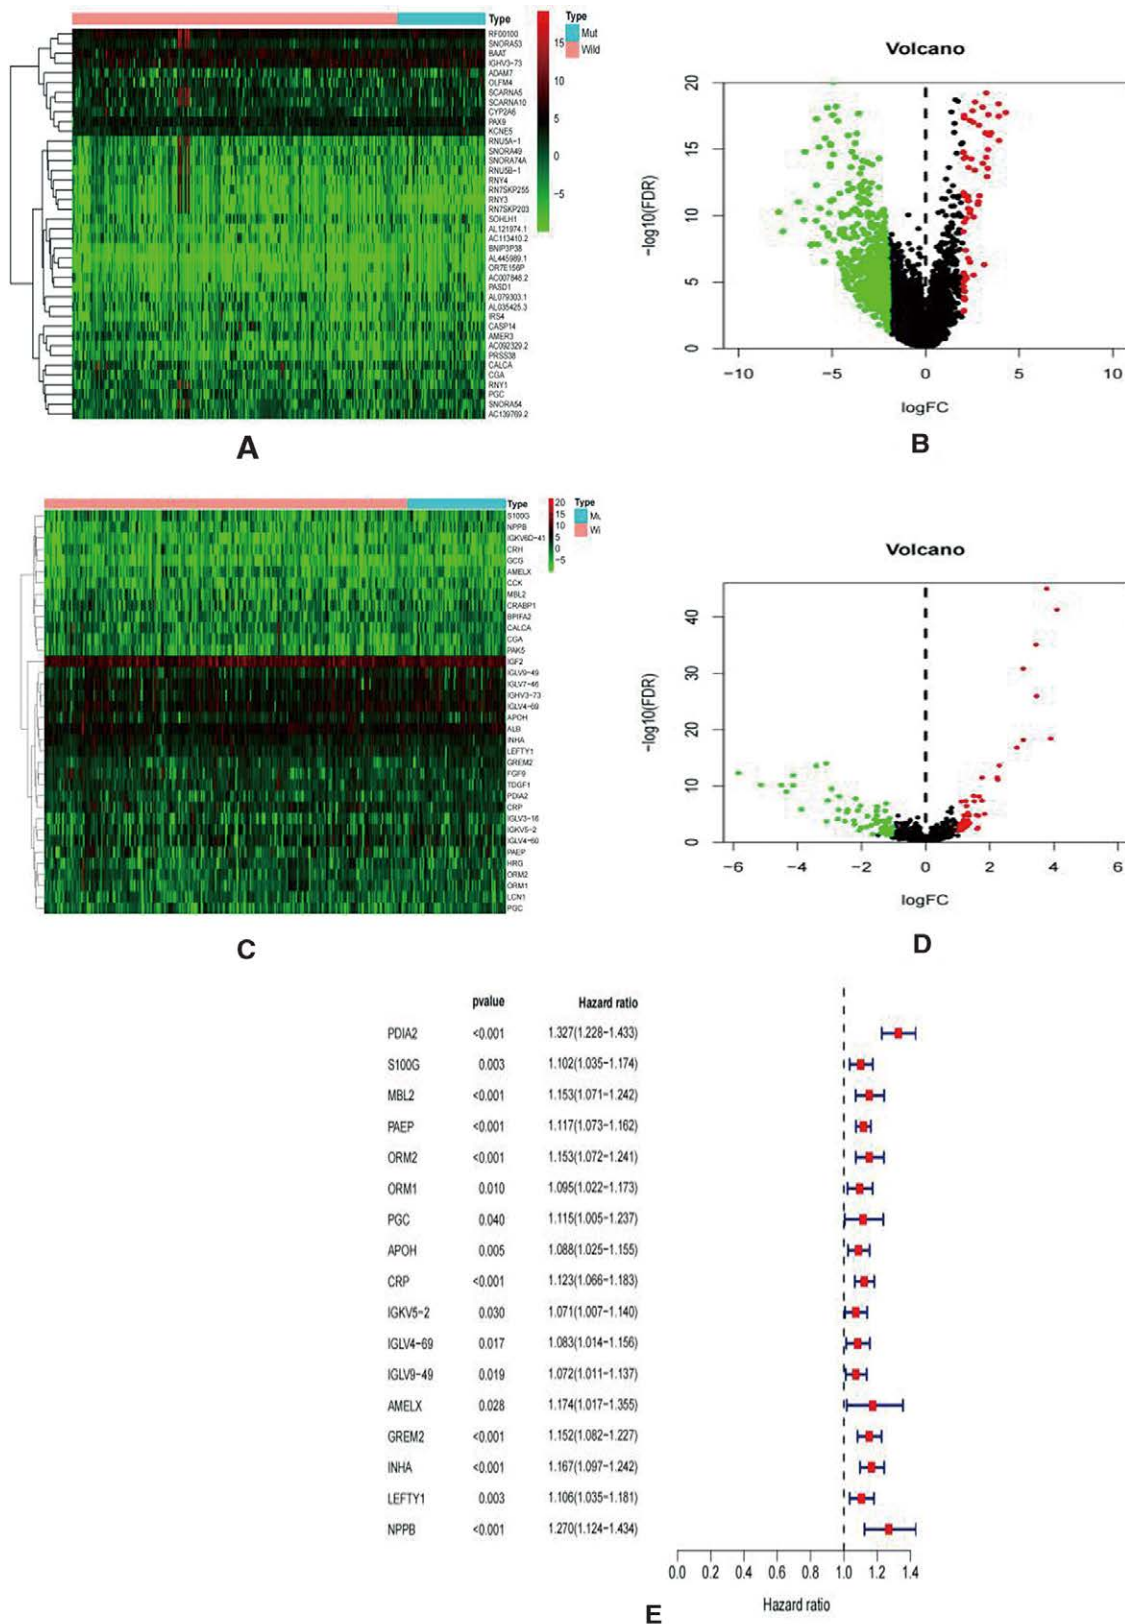 Type
RF00100
SNORA53
BAAT
IGHV3-73
ADAM7
OLFM4
SCARNA5
SCARNA10
CYP2A6
PAX9
KCNE5
RNU5A-1
SNORA49
SNORA74A
RNU5B-1
RNY4
RN7SKP255
RNY3
RN7SKP203
SOHLH1
AL121974.1
AC113410.2
BNIP3P38
AL445989.1
OR7E156P
AC007848.2
PASD1
AL079303.1
AL035425.3
IRS4
CASP14
AMER3
AC092329.2
PRSS38
CALCA
CGA
RNY1
PGC
SNORA54
AC139769.2
15
10
5
0
−5
Type
Mut
Wild
A
Volcano
−log10(FDR)
20
15
10
5
0
−10 −5 0 5 10
logFC
B
Type
S100G
NPPB
IGKV6D-41
CRH
GCG
AMELX
CCK
MBL2
CRABP1
BPIFA2
CALCA
CGA
PAK5
IGF2
IGLV9-49
IGLV7-46
IGHV3-73
IGLV4-69
APOH
ALB
INHA
LEFTY1
GREM2
FGF9
TDGF1
PDIA2
CRP
IGLV3-16
IGKV5-2
IGLV4-60
PAEP
HRG
ORM2
ORM1
LCN1
PGC
20
15
10
5
0
−5
Type
Mu
Wi
C
Volcano
−log10(FDR)
40
30
20
10
0
−6 −4 −2 0 2 4 6
logFC
D
pvalue Hazard ratio
PDIA2 <0.001 1.327(1.228−1.433)
S100G 0.003 1.102(1.035−1.174)
MBL2 <0.001 1.153(1.071−1.242)
PAEP <0.001 1.117(1.073−1.162)
ORM2 <0.001 1.153(1.072−1.241)
ORM1 0.010 1.095(1.022−1.173)
PGC 0.040 1.115(1.005−1.237)
APOH 0.005 1.088(1.025−1.155)
CRP <0.001 1.123(1.066−1.183)
IGKV5−2 0.030 1.071(1.007−1.140)
IGLV4−69 0.017 1.083(1.014−1.156)
IGLV9−49 0.019 1.072(1.011−1.137)
AMELX 0.028 1.174(1.017−1.355)
GREM2 <0.001 1.152(1.082−1.227)
INHA <0.001 1.167(1.097−1.242)
LEFTY1 0.003 1.106(1.035−1.181)
NPPB <0.001 1.270(1.124−1.434)
0.0 0.2 0.4 0.6 0.8 1.0 1.2 1.4
Hazard ratio
E